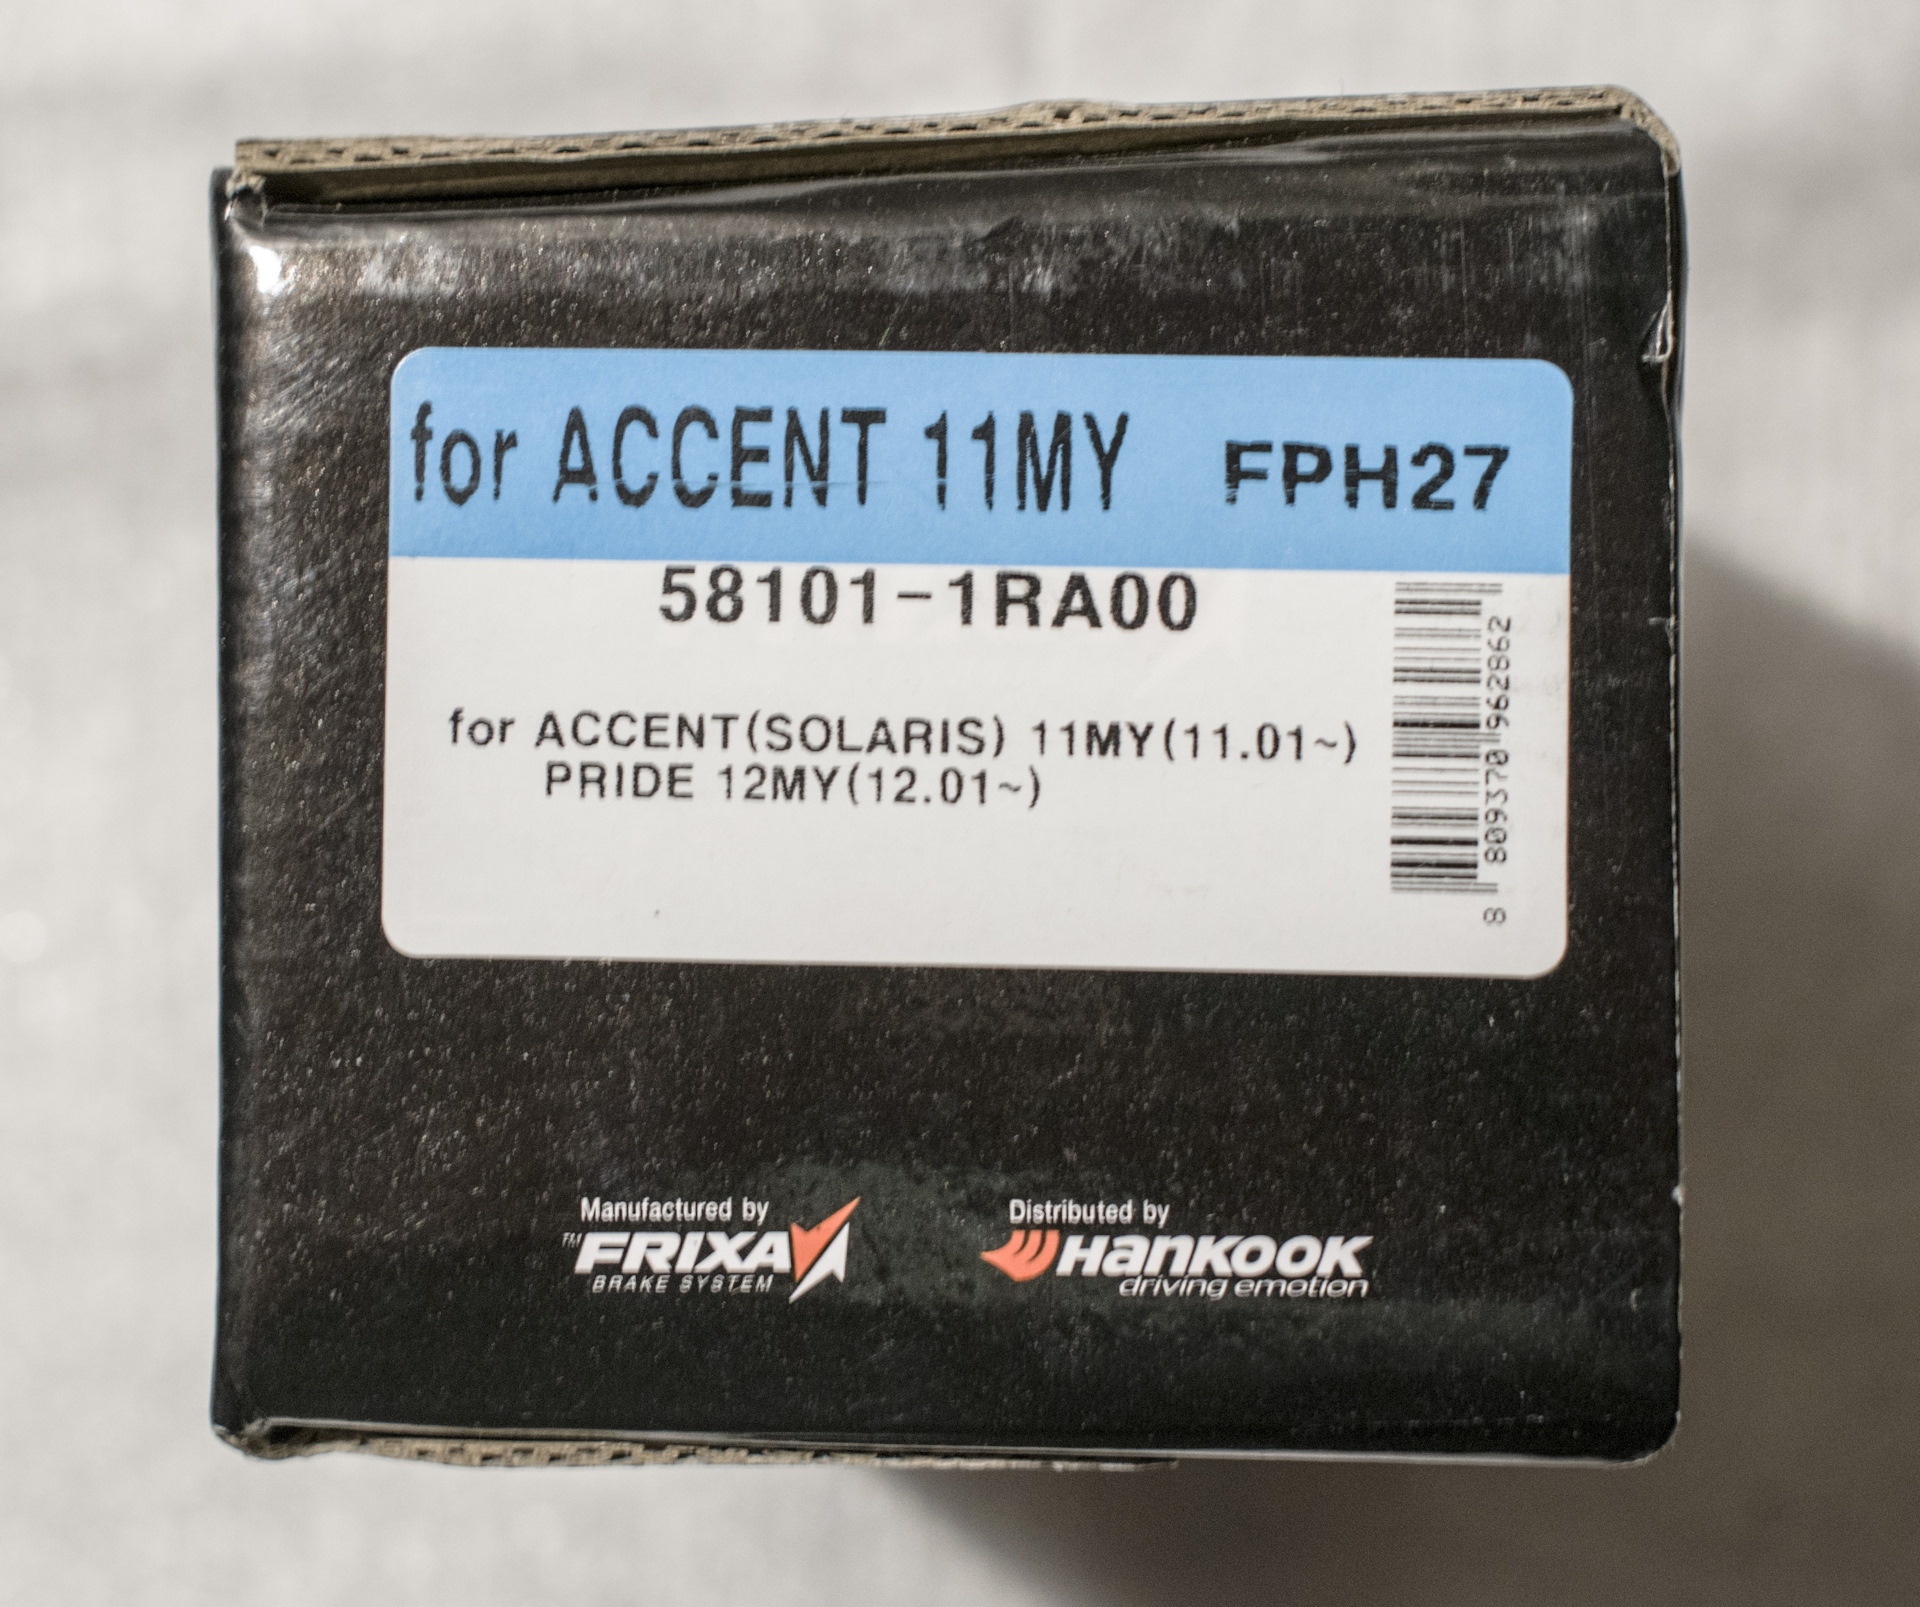 for ACCENT 11MY FPH27
58101-1RA00
for ACCENT(SOLARIS) 11MY(11.01~)
PRIDE 12MY(12.01~)
8 809370 962862
Manufactured by
TM FRIXA
BRAKE SYSTEM
Distributed by
HanKOOK
driving emotion